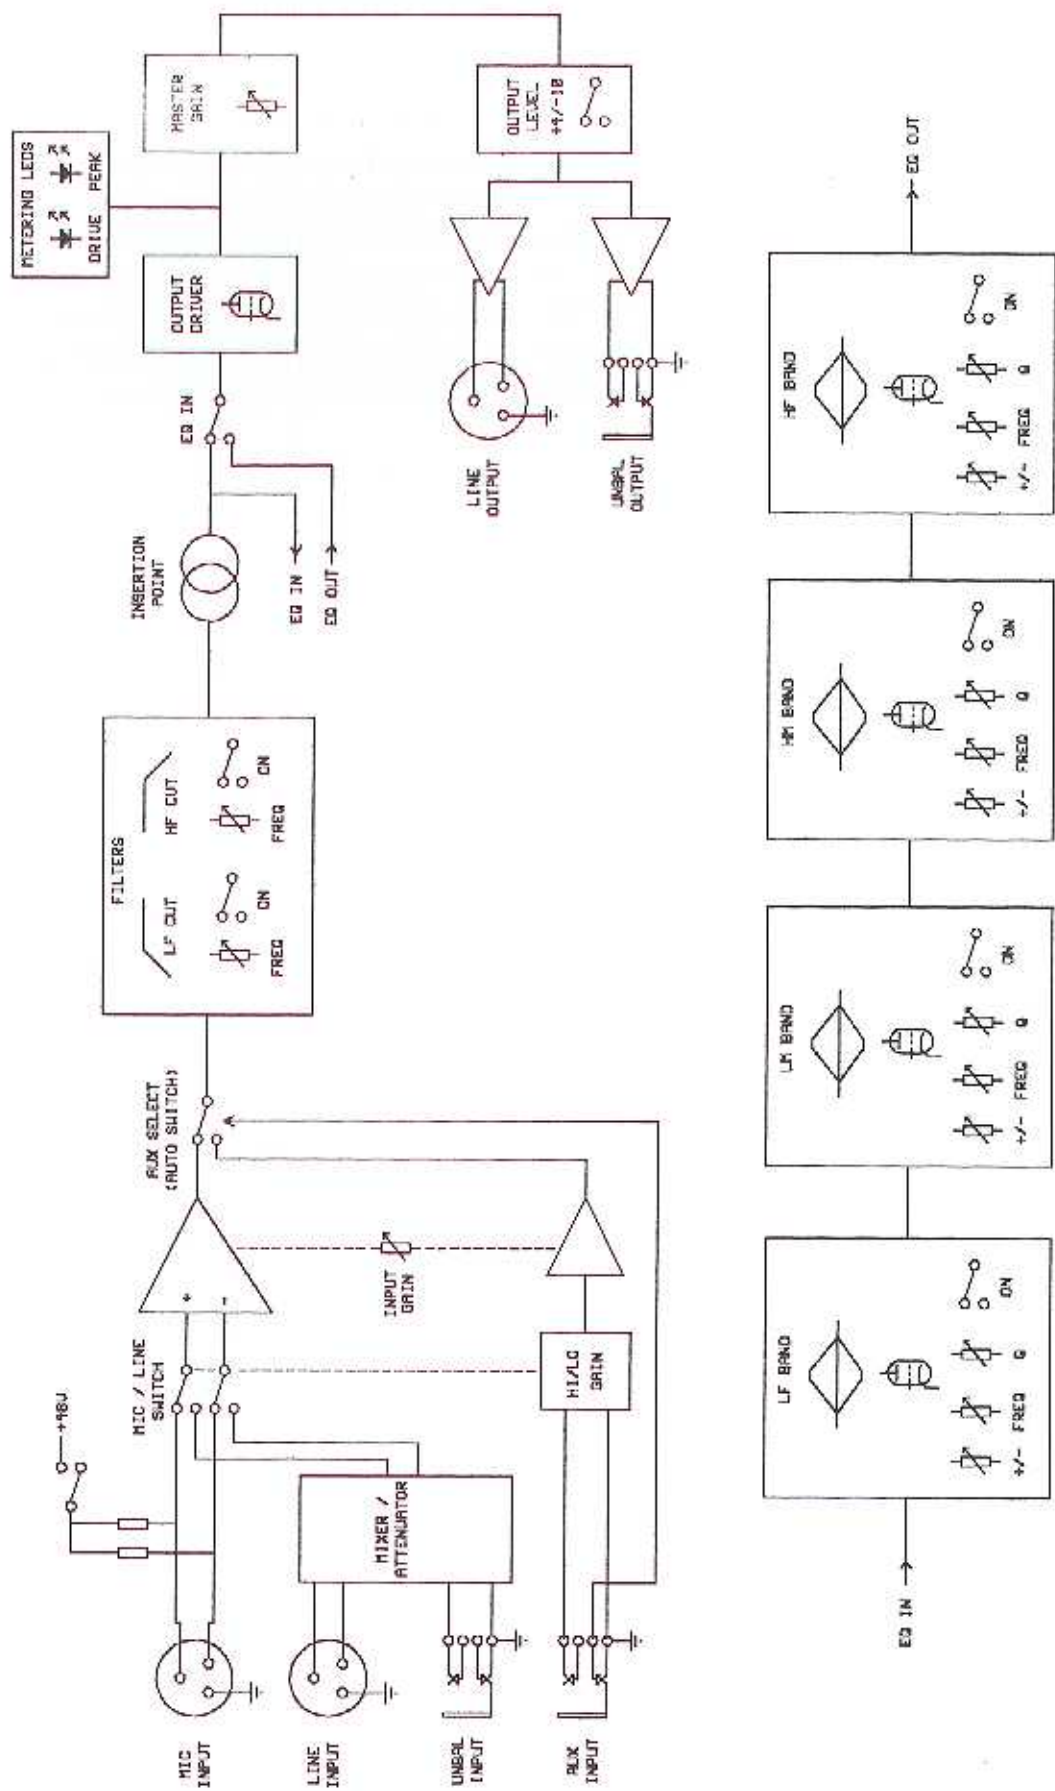 MIC
INPUT
LINE
INPUT
UNBAL
INPUT
AUX
INPUT
+48V
MIC / LINE
SWITCH
MIXER /
ATTENUATOR
HI/LO
GAIN
INPUT
GAIN
AUX SELECT
(AUTO SWITCH)
FILTERS
LF CUT
HF CUT
FREQ
ON
FREQ
ON
INSERTION
POINT
EQ IN
EQ OUT
EQ IN
OUTPUT
DRIVER
METERING LEDS
DRIVE
PEAK
MASTER
GAIN
OUTPUT
LEVEL
+4/-10
LINE
OUTPUT
UNBAL
OUTPUT
EQ IN
LF BAND
+/-
FREQ
Q
ON
LM BAND
+/-
FREQ
Q
ON
HM BAND
+/-
FREQ
Q
ON
HF BAND
+/-
FREQ
Q
ON
EQ OUT